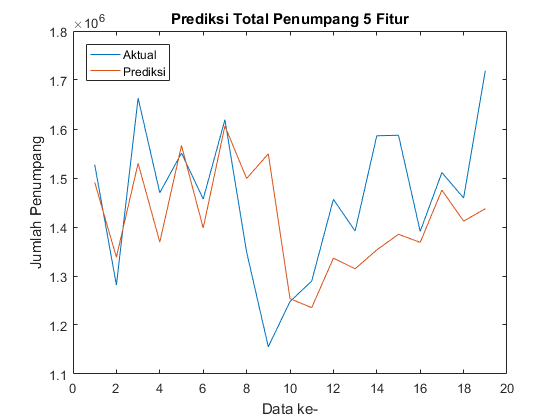 Prediksi Total Penumpang 5 Fitur
×10⁶
1.8
1.7
1.6
1.5
1.4
1.3
1.2
1.1
Jumlah Penumpang
Aktual
Prediksi
0 2 4 6 8 10 12 14 16 18 20
Data ke-